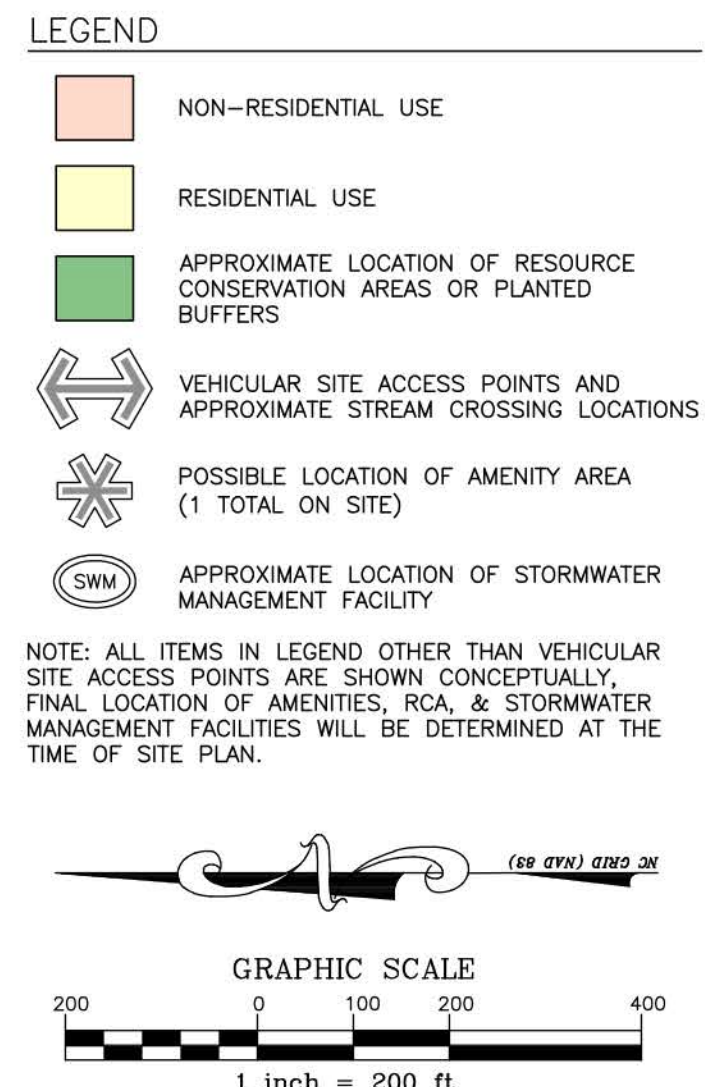 LEGEND
NON-RESIDENTIAL USE
RESIDENTIAL USE
APPROXIMATE LOCATION OF RESOURCE
CONSERVATION AREAS OR PLANTED
BUFFERS
VEHICULAR SITE ACCESS POINTS AND
APPROXIMATE STREAM CROSSING LOCATIONS
POSSIBLE LOCATION OF AMENITY AREA
(1 TOTAL ON SITE)
SWM
APPROXIMATE LOCATION OF STORMWATER
MANAGEMENT FACILITY
NOTE: ALL ITEMS IN LEGEND OTHER THAN VEHICULAR
SITE ACCESS POINTS ARE SHOWN CONCEPTUALLY,
FINAL LOCATION OF AMENITIES, RCA, & STORMWATER
MANAGEMENT FACILITIES WILL BE DETERMINED AT THE
TIME OF SITE PLAN.
NC GRID (NAD 83)
N
GRAPHIC SCALE
200 0 100 200 400
1 inch = 200 ft.